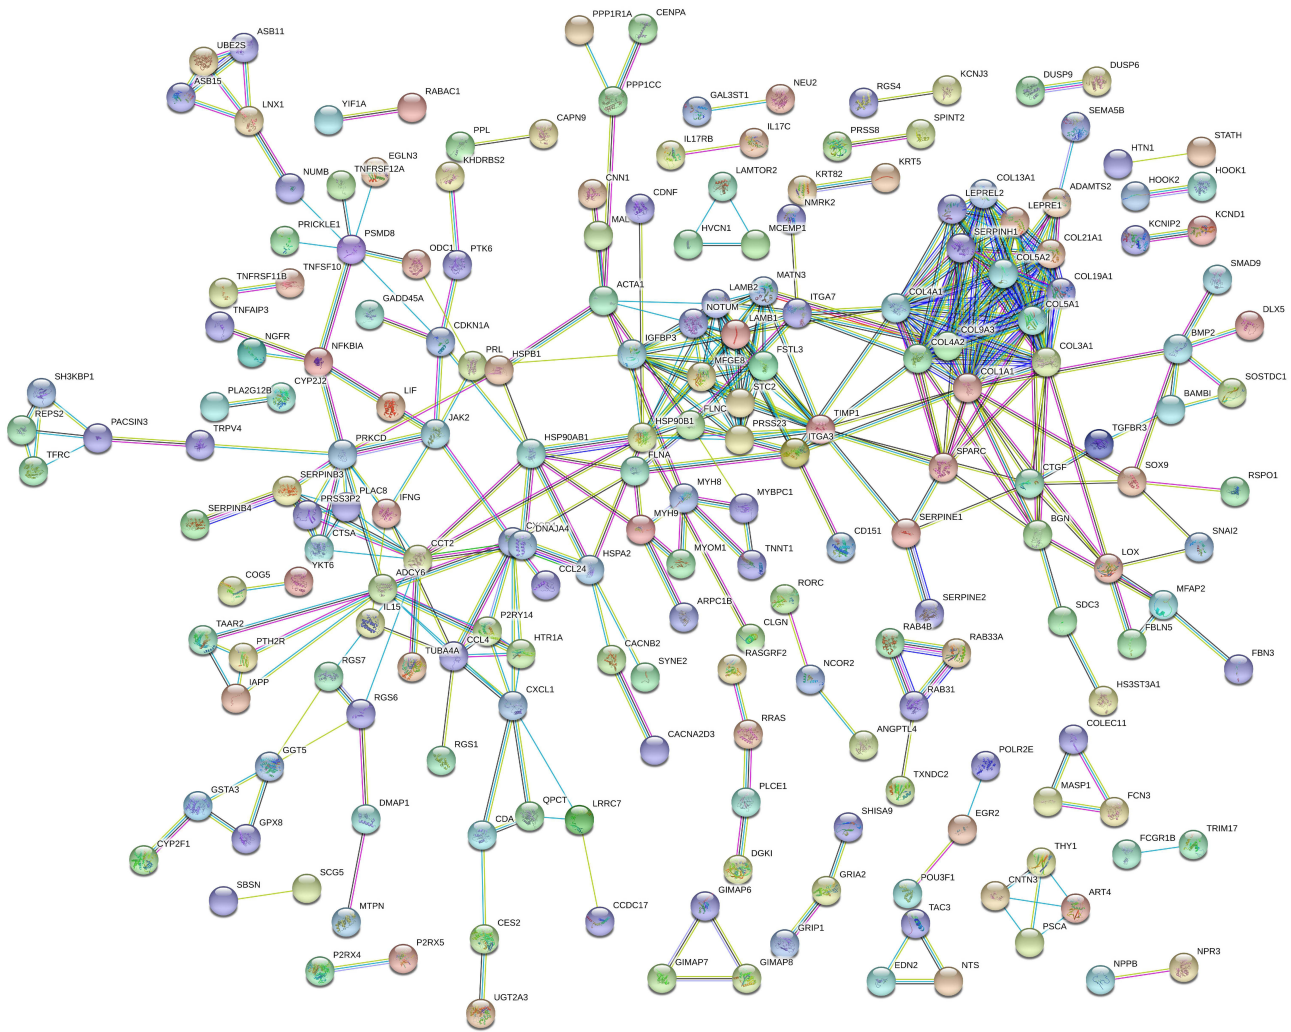 PPP1R1A
CENPA
ASB11
UBE2S
ASB15
LNX1
PPP1CC
YIF1A
RABAC1
GAL3ST1
NEU2
RGS4
KCNJ3
DUSP9
DUSP6
SEMA5B
PPL
CAPN9
IL17RB
IL17C
PRSS8
SPINT2
HTN1
STATH
NUMB
TNFRSF12A
EGLN3
KHDRBS2
CNN1
CDNF
LAMTOR2
KRT82
KRT5
NMRK2
LEPREL2
COL13A1
LEPRE1
ADAMTS2
HOOK2
HOOK1
PRICKLE1
PSMD8
ODC1
PTK6
MAL
HVCN1
MCEMP1
SERPINH1
COL21A1
KCNIP2
KCND1
TNFRSF11B
TNFSF10
COL5A2
COL19A1
SMAD9
TNFAIP3
GADD45A
ACTA1
LAMB2
MATN3
ITGA7
COL4A1
COL5A1
NOTUM
LAMB1
COL9A3
DLX5
NGFR
NFKBIA
CDKN1A
IGFBP3
COL4A2
COL3A1
BMP2
PRL
HSPB1
MFGE8
FSTL3
COL1A1
SH3KBP1
PLA2G12B
CYP2J2
LIF
STC2
BAMBI
SOSTDC1
REPS2
PACSIN3
TRPV4
JAK2
HSP90B1
FLNC
TIMP1
TGFBR3
TFRC
PRKCD
HSP90AB1
PRSS23
ITGA3
FLNA
SPARC
CTGF
SOX9
RSPO1
SERPINB3
PLAC8
IFNG
PRSS3P2
MYH8
MYBPC1
SERPINB4
CTSA
MYH9
CD151
SERPINE1
BGN
SNAI2
YKT6
CCT2
DNAJA4
HSPA2
MYOM1
TNNT1
LOX
COG5
ADCY6
CCL24
MFAP2
IL15
P2RY14
ARPC1B
RORC
SERPINE2
SDC3
FBLN5
TAAR2
PTH2R
CCL4
HTR1A
CLGN
RAB4B
RAB33A
TUBA4A
CACNB2
SYNE2
RASGRF2
FBN3
RGS7
IAPP
NCOR2
RAB31
HS3ST3A1
RGS6
CXCL1
RGS1
CACNA2D3
RRAS
ANGPTL4
COLEC11
GGT5
POLR2E
TXNDC2
GSTA3
DMAP1
QPCT
LRRC7
PLCE1
MASP1
FCN3
GPX8
CDA
SHISA9
EGR2
CYP2F1
DGKI
FCGR1B
TRIM17
THY1
SCG5
SBSN
GIMAP6
GRIA2
POU3F1
CNTN3
ART4
MTPN
CCDC17
TAC3
PSCA
CES2
GRIP1
P2RX4
P2RX5
GIMAP7
GIMAP8
EDN2
NTS
NPPB
NPR3
UGT2A3